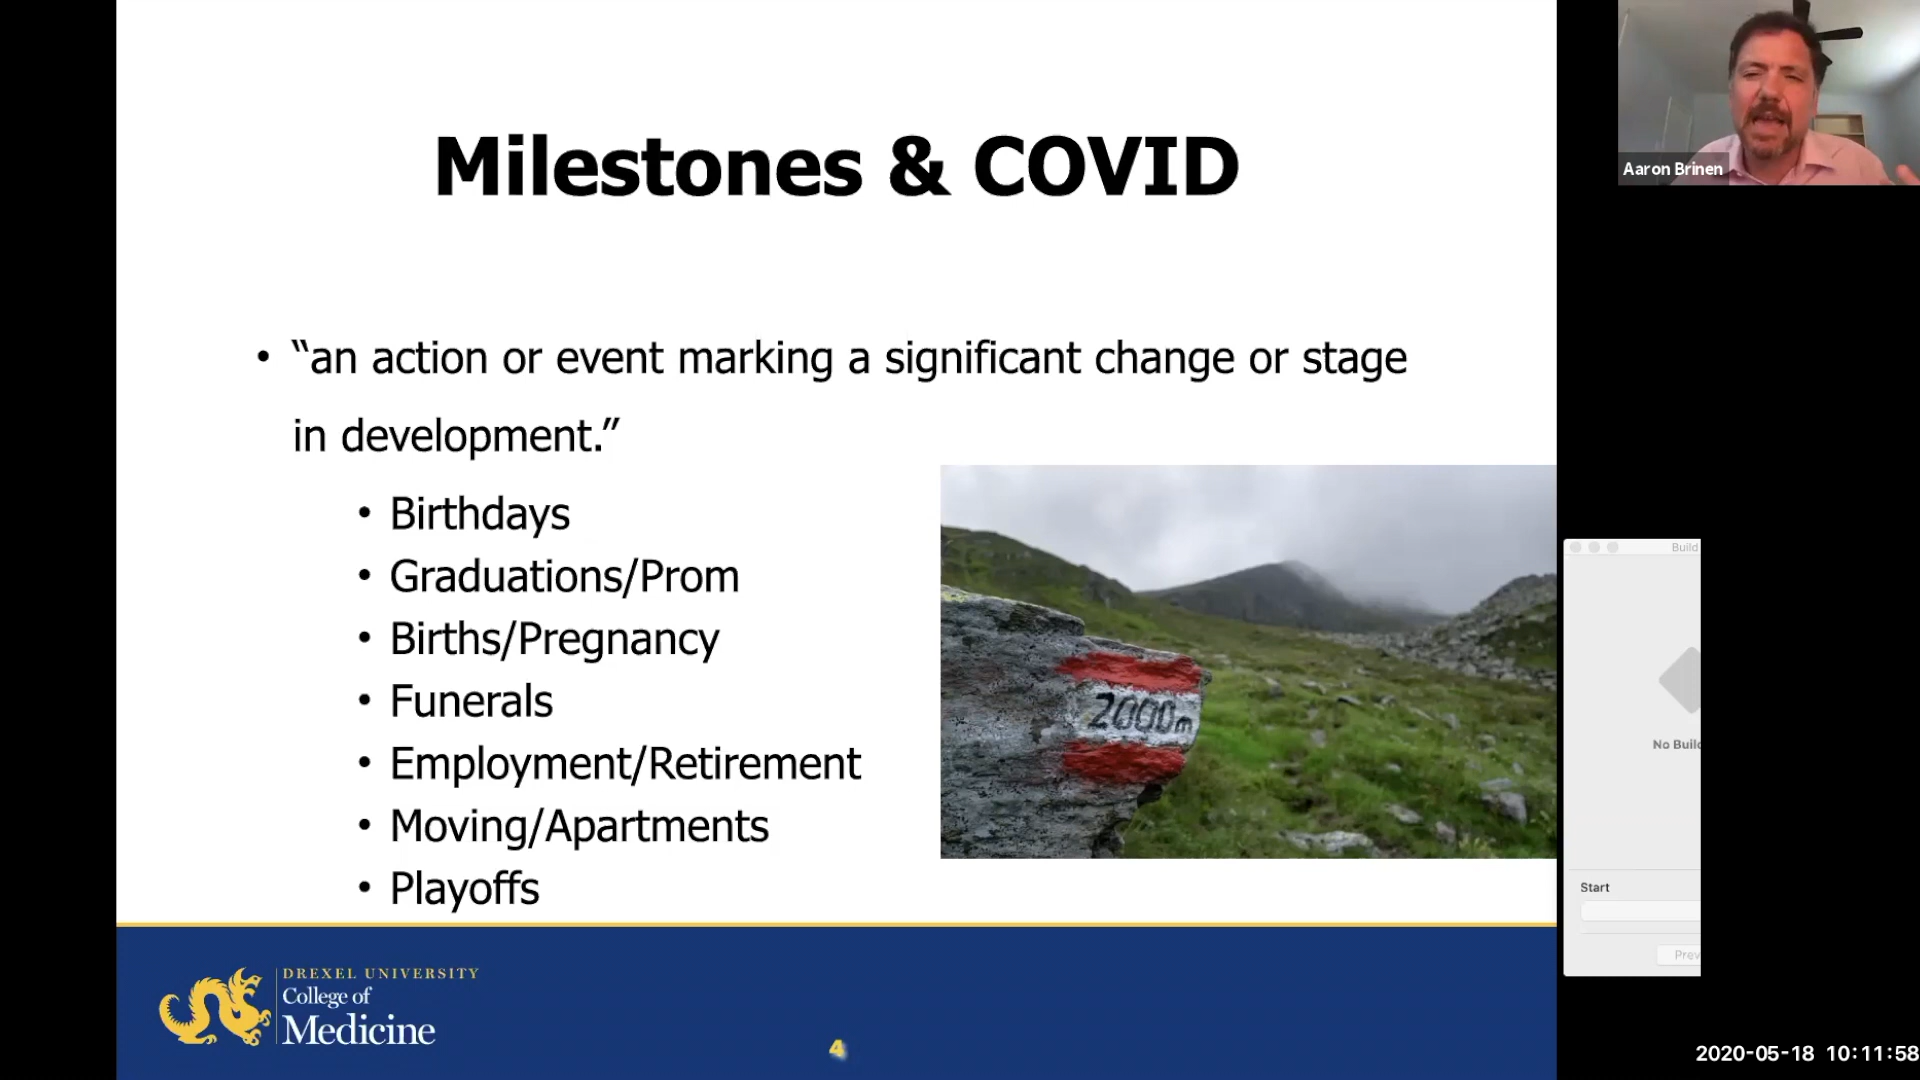 Milestones & COVID
• “an action or event marking a significant change or stage
in development.”
• Birthdays
• Graduations/Prom
• Births/Pregnancy
• Funerals
• Employment/Retirement
• Moving/Apartments
• Playoffs
2000m
DREXEL UNIVERSITY
College of
Medicine
4
Aaron Brinen
Build
No Build
Start
Prev
2020-05-18 10:11:58